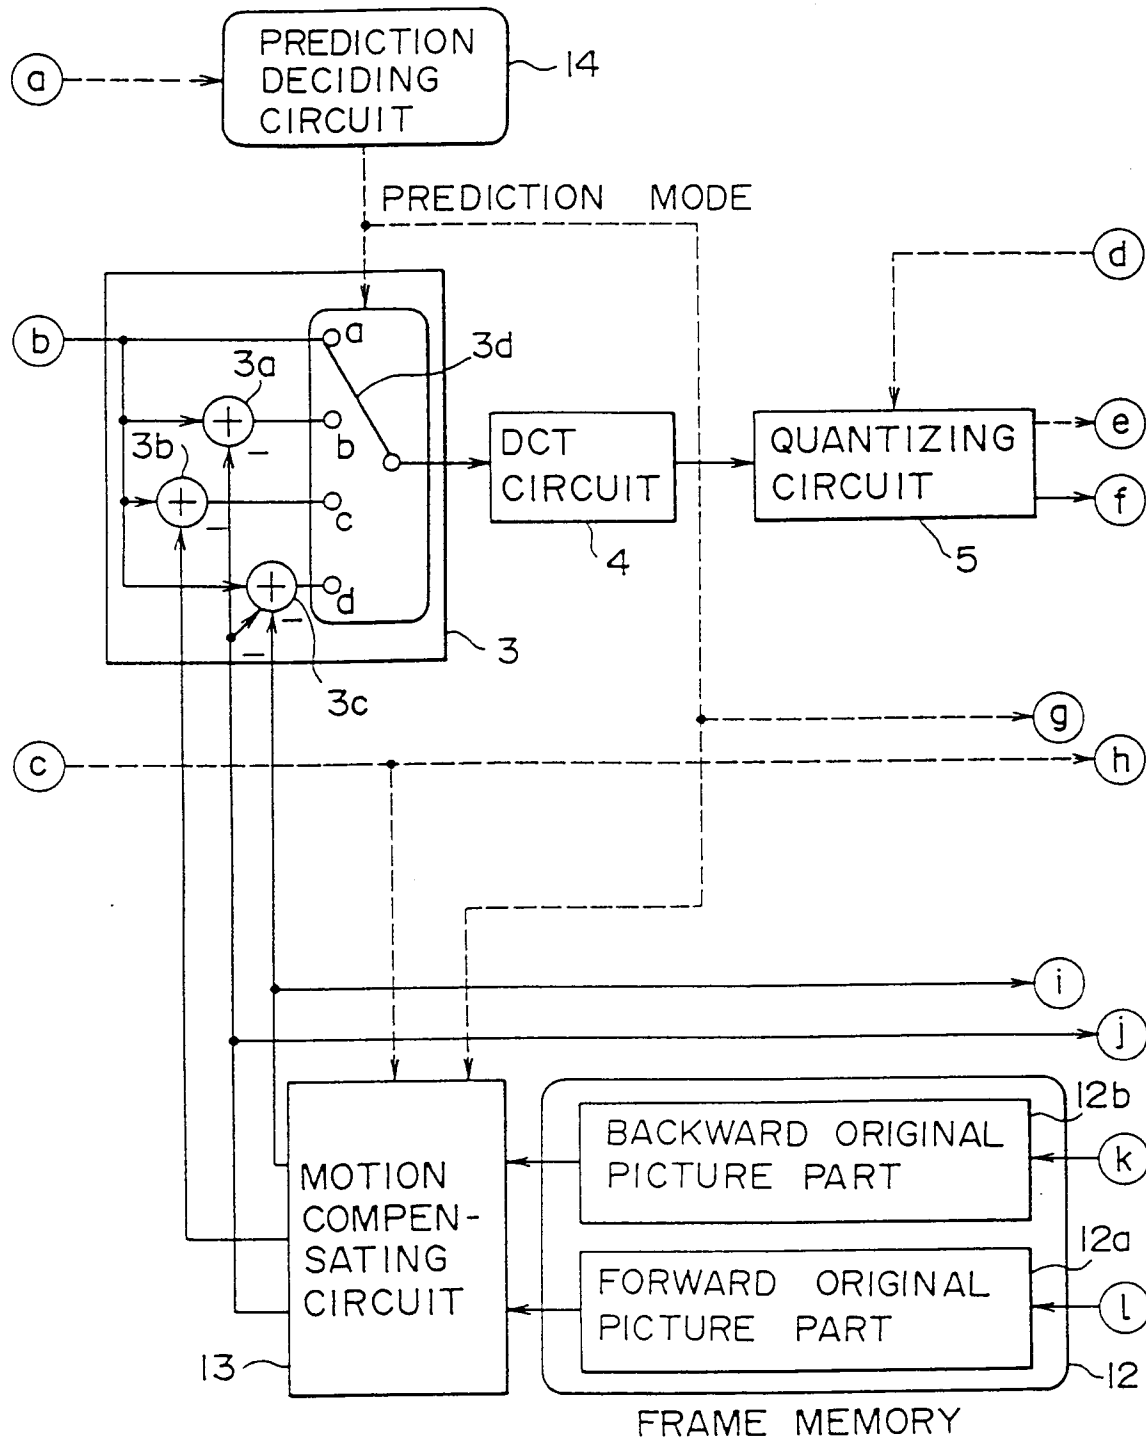 PREDICTION
DECIDING
CIRCUIT
14
a
PREDICTION MODE
d
b
a
3a
3d
+
−
b
3b
+
−
c
+
−
−
d
3c
3
DCT
CIRCUIT
4
QUANTIZING
CIRCUIT
5
e
f
g
c
h
i
j
MOTION
COMPEN-
SATING
CIRCUIT
13
BACKWARD ORIGINAL
PICTURE PART
12b
k
FORWARD ORIGINAL
PICTURE PART
12a
l
12
FRAME MEMORY